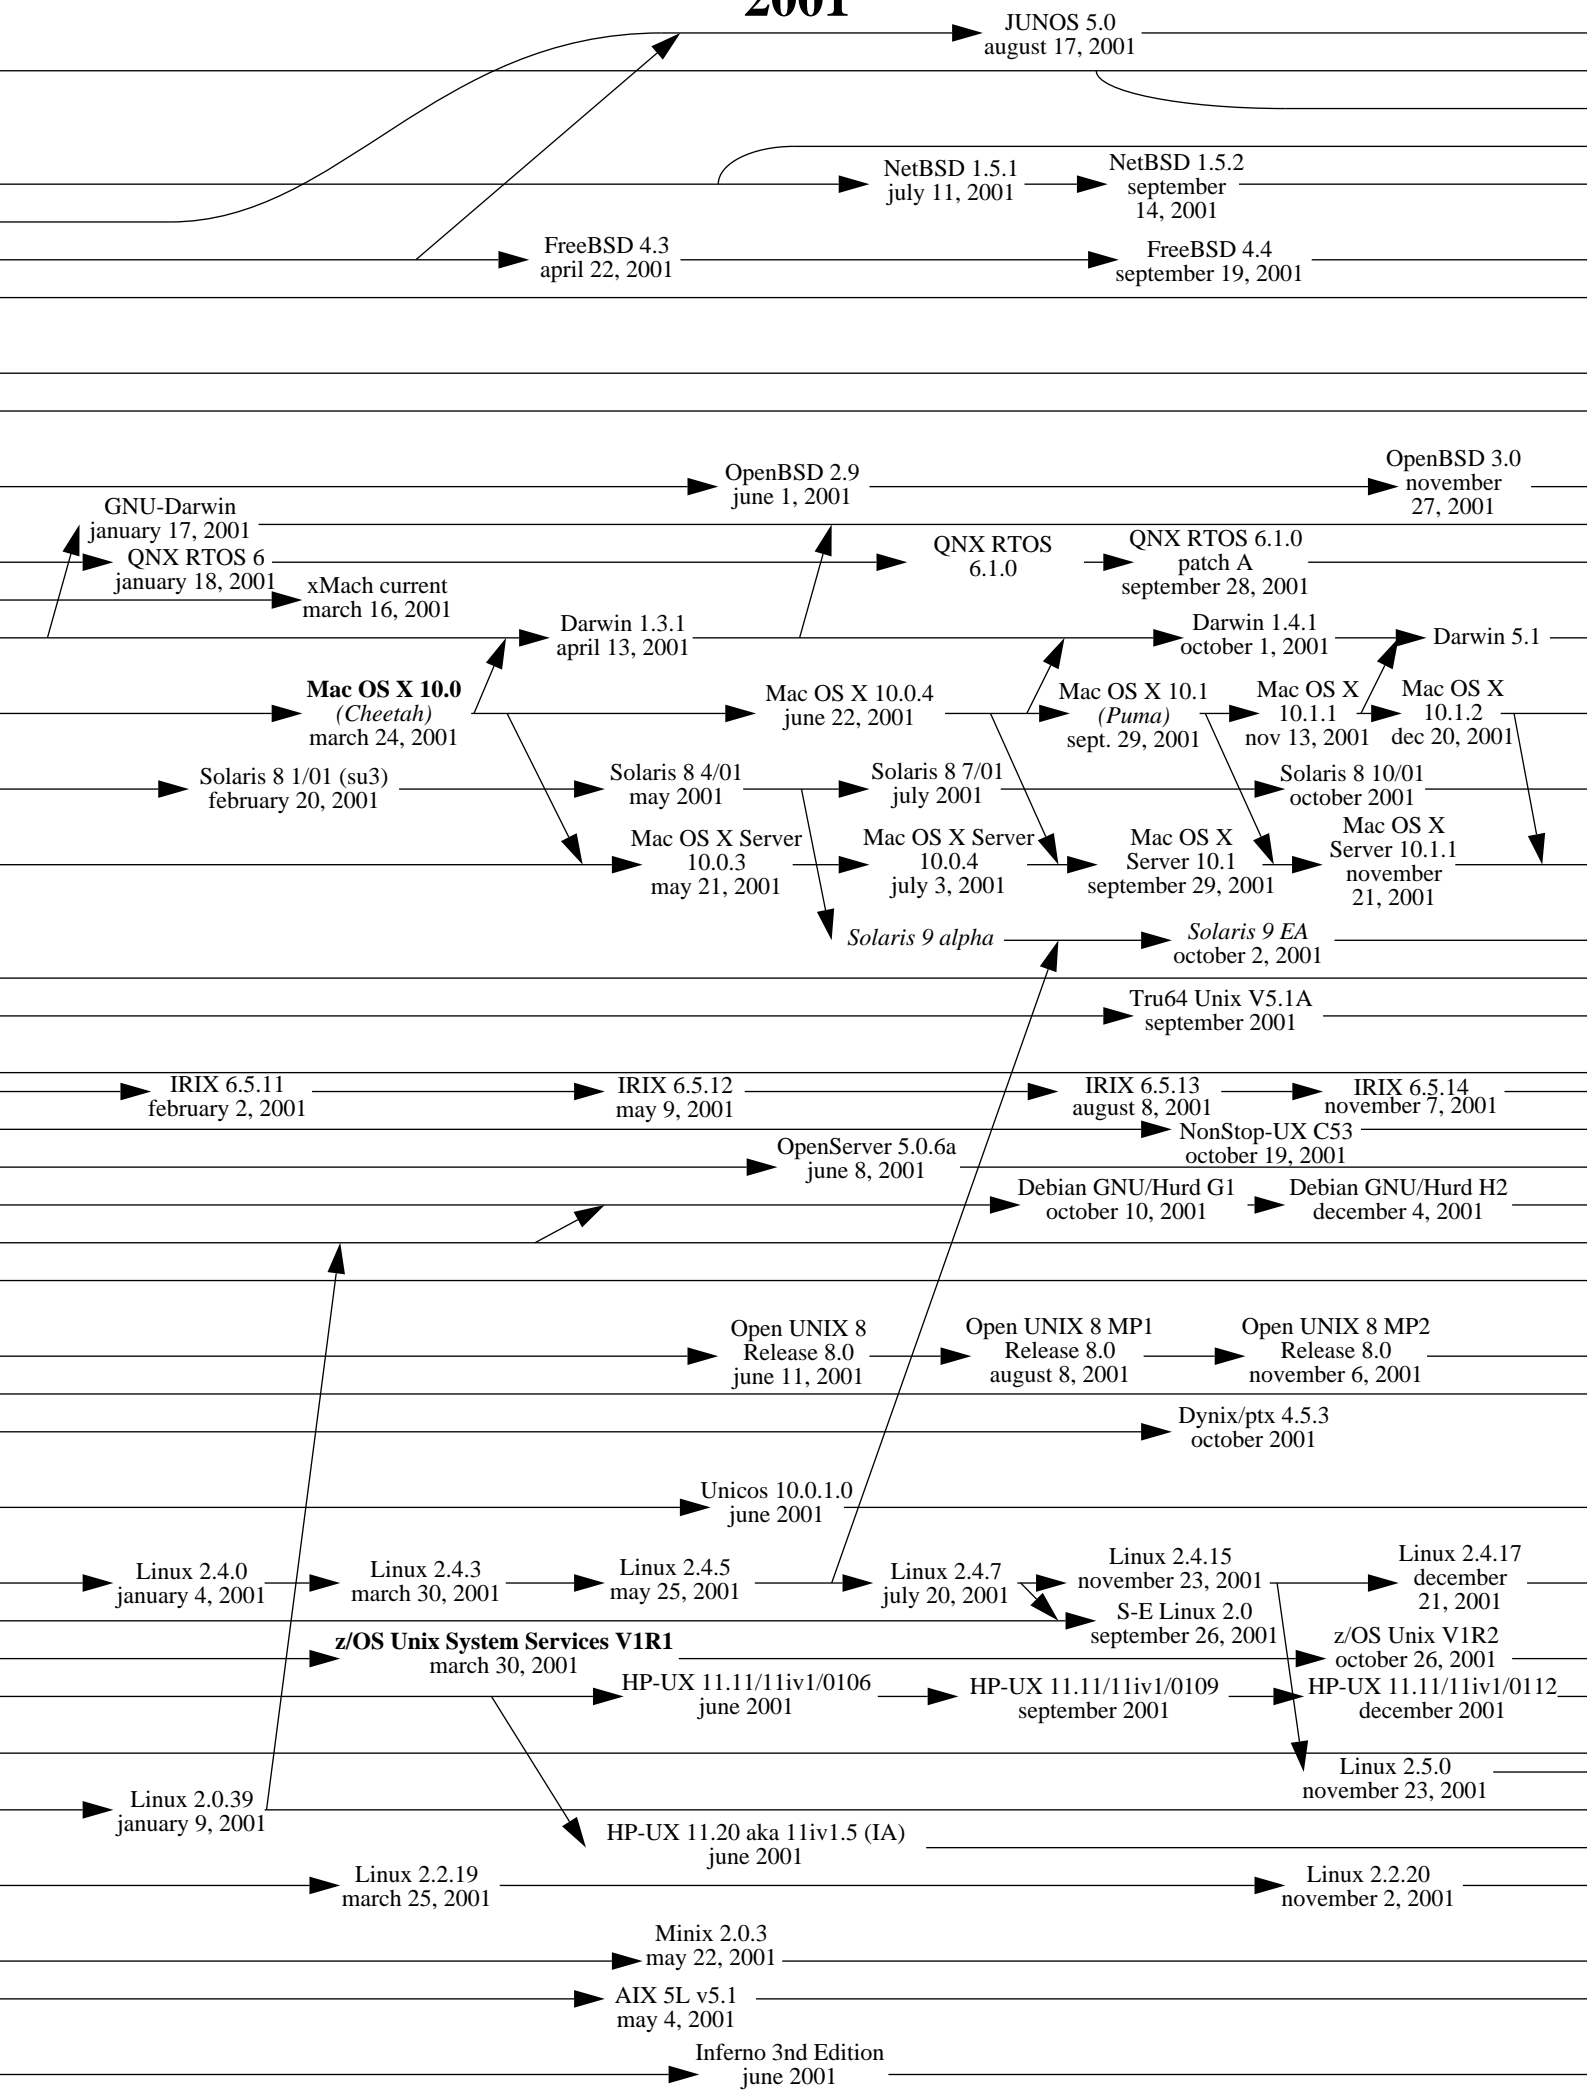 2001
JUNOS 5.0
august 17, 2001
NetBSD 1.5.1
july 11, 2001
NetBSD 1.5.2
september
14, 2001
FreeBSD 4.3
april 22, 2001
FreeBSD 4.4
september 19, 2001
OpenBSD 2.9
june 1, 2001
OpenBSD 3.0
november
27, 2001
GNU-Darwin
january 17, 2001
QNX RTOS 6
january 18, 2001
QNX RTOS
6.1.0
QNX RTOS 6.1.0
patch A
september 28, 2001
xMach current
march 16, 2001
Darwin 1.3.1
april 13, 2001
Darwin 1.4.1
october 1, 2001
Darwin 5.1
Mac OS X 10.0
(Cheetah)
march 24, 2001
Mac OS X 10.0.4
june 22, 2001
Mac OS X 10.1
(Puma)
sept. 29, 2001
Mac OS X
10.1.1
nov 13, 2001
Mac OS X
10.1.2
dec 20, 2001
Solaris 8 1/01 (su3)
february 20, 2001
Solaris 8 4/01
may 2001
Solaris 8 7/01
july 2001
Solaris 8 10/01
october 2001
Mac OS X Server
10.0.3
may 21, 2001
Mac OS X Server
10.0.4
july 3, 2001
Mac OS X
Server 10.1
september 29, 2001
Mac OS X
Server 10.1.1
november
21, 2001
Solaris 9 alpha
Solaris 9 EA
october 2, 2001
Tru64 Unix V5.1A
september 2001
IRIX 6.5.11
february 2, 2001
IRIX 6.5.12
may 9, 2001
IRIX 6.5.13
august 8, 2001
IRIX 6.5.14
november 7, 2001
NonStop-UX C53
october 19, 2001
OpenServer 5.0.6a
june 8, 2001
Debian GNU/Hurd G1
october 10, 2001
Debian GNU/Hurd H2
december 4, 2001
Open UNIX 8
Release 8.0
june 11, 2001
Open UNIX 8 MP1
Release 8.0
august 8, 2001
Open UNIX 8 MP2
Release 8.0
november 6, 2001
Dynix/ptx 4.5.3
october 2001
Unicos 10.0.1.0
june 2001
Linux 2.4.0
january 4, 2001
Linux 2.4.3
march 30, 2001
Linux 2.4.5
may 25, 2001
Linux 2.4.7
july 20, 2001
Linux 2.4.15
november 23, 2001
Linux 2.4.17
december
21, 2001
S-E Linux 2.0
september 26, 2001
z/OS Unix System Services V1R1
march 30, 2001
z/OS Unix V1R2
october 26, 2001
HP-UX 11.11/11iv1/0106
june 2001
HP-UX 11.11/11iv1/0109
september 2001
HP-UX 11.11/11iv1/0112
december 2001
Linux 2.5.0
november 23, 2001
Linux 2.0.39
january 9, 2001
HP-UX 11.20 aka 11iv1.5 (IA)
june 2001
Linux 2.2.19
march 25, 2001
Linux 2.2.20
november 2, 2001
Minix 2.0.3
may 22, 2001
AIX 5L v5.1
may 4, 2001
Inferno 3nd Edition
june 2001